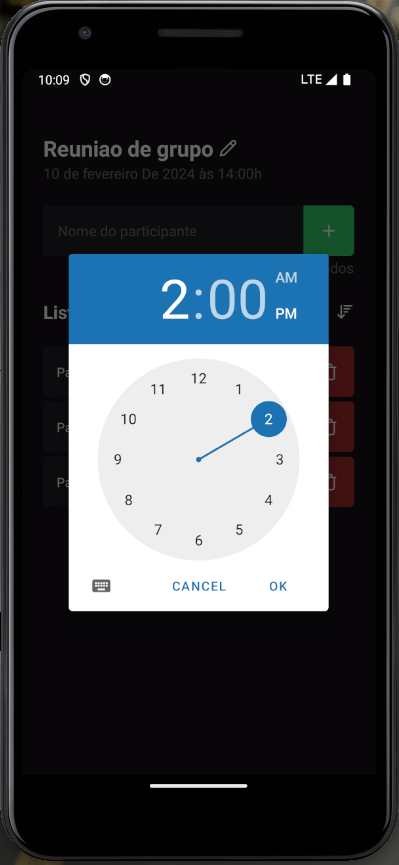 10:09 LTE
Reuniao de grupo
10 de fevereiro De 2024 às 14:00h
Nome do participante +
dos
2:00 AM PM
Lis
12
11 1
10 2
9 3
8 4
7 5
6
Pa
Pa
Pa
CANCEL OK